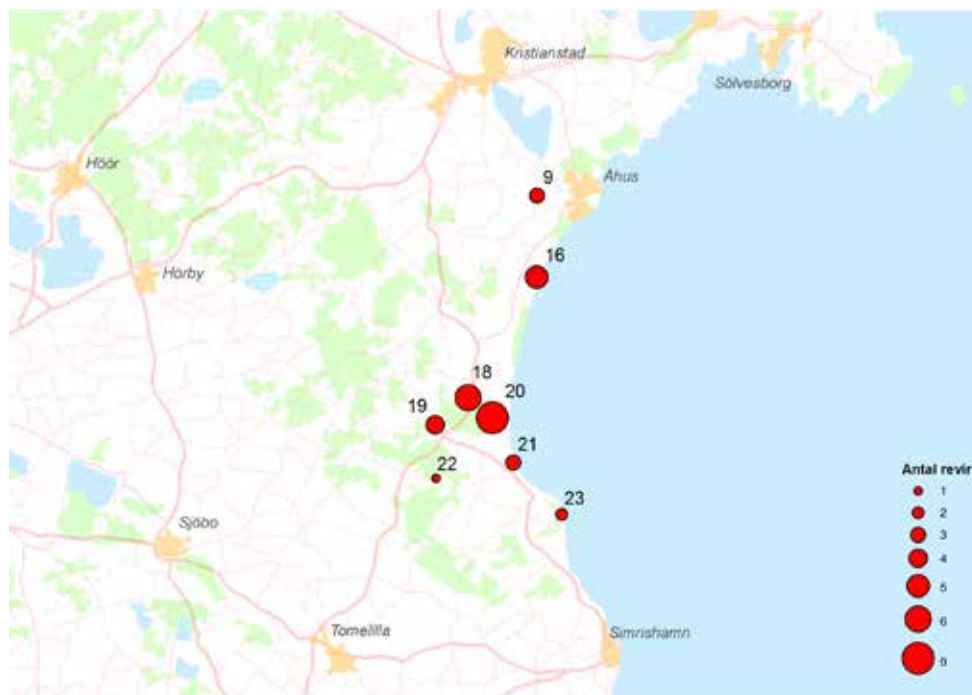 Kristianstad
Sölvesborg
Höör
9
Åhus
16
Hörby
18
20
19
21
22
Antal revir
1
23
2
Sjöbo
3
4
5
6
Tomelilla
Simrishamn
9